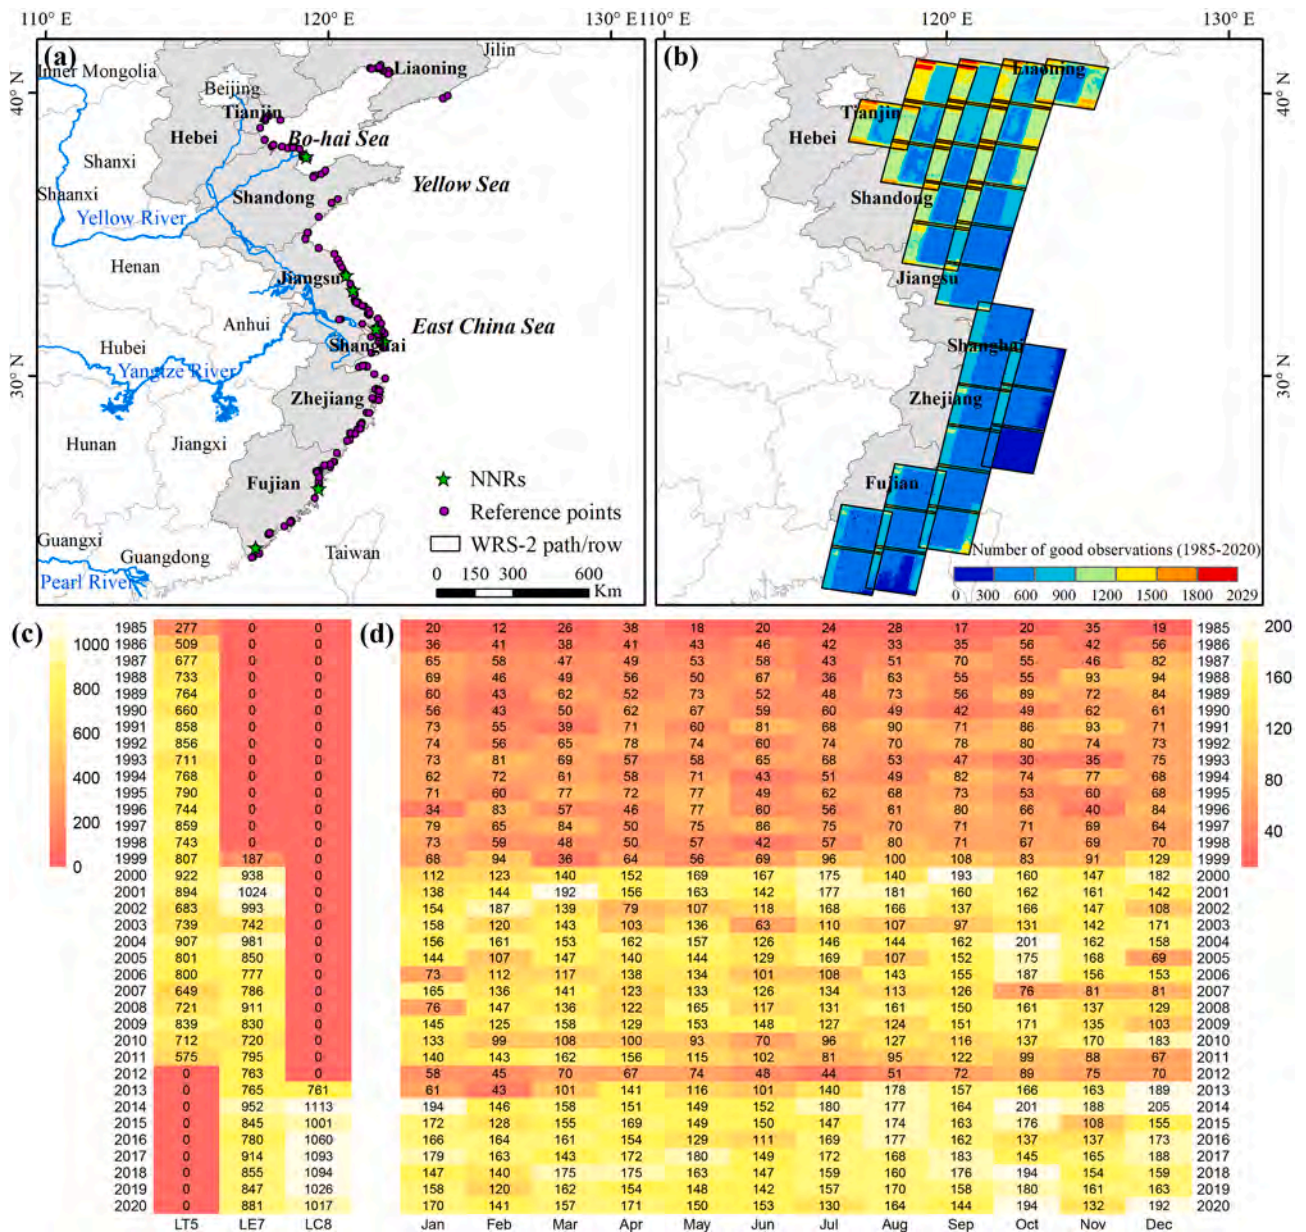 110° E 120° E 130° E 110° E 120° E 130° E
(a) Jilin (b)
Inner Mongolia Liaoning Liaoning
Beijing
40° N Tianjin Tianjin 40° N
Hebei Bo-hai Sea Hebei
Shanxi
Shaanxi Shandong Yellow Sea Shandong
Yellow River
Henan Jiangsu Jiangsu
Anhui East China Sea
Hubei Shanghai Shanghai
30° N Yangtze River 30° N
Zhejiang Zhejiang
Hunan Jiangxi
Fujian NNRs Fujian
Reference points
Guangxi Guangdong WRS-2 path/row
Taiwan Number of good observations (1985-2020)
Pearl River 0 150 300 600 Km
0 300 600 900 1200 1500 1800 2029
(c) (d)
1000 800 600 400 200 0
200 160 120 80 40
1985 277 0 0 20 12 26 38 18 20 24 28 17 20 35 19 1985
1986 509 0 0 36 41 38 41 43 46 42 33 35 56 42 56 1986
1987 677 0 0 65 58 47 49 53 58 43 51 70 55 46 82 1987
1988 733 0 0 69 46 49 56 50 67 36 63 55 55 93 94 1988
1989 764 0 0 60 43 62 52 73 52 48 73 56 89 72 84 1989
1990 660 0 0 56 43 50 62 67 59 60 49 42 49 62 61 1990
1991 858 0 0 73 55 39 71 60 81 68 90 71 86 93 71 1991
1992 856 0 0 74 56 65 78 74 60 74 70 78 80 74 73 1992
1993 711 0 0 73 81 69 57 58 65 68 53 47 30 35 75 1993
1994 768 0 0 62 72 61 58 71 43 51 49 82 74 77 68 1994
1995 790 0 0 71 60 77 72 77 49 62 68 73 53 60 68 1995
1996 744 0 0 34 83 57 46 77 60 56 61 80 66 40 84 1996
1997 859 0 0 79 65 84 50 75 86 75 70 71 71 69 64 1997
1998 743 0 0 73 59 48 50 57 42 57 80 71 67 69 70 1998
1999 807 187 0 68 94 36 64 56 69 96 100 108 83 91 129 1999
2000 922 938 0 112 123 140 152 169 167 175 140 193 160 147 182 2000
2001 894 1024 0 138 144 192 156 163 142 177 181 160 162 161 142 2001
2002 683 993 0 154 187 139 79 107 118 168 166 137 166 147 108 2002
2003 739 742 0 158 120 143 103 136 63 110 107 97 131 142 171 2003
2004 907 981 0 156 161 153 162 157 126 146 144 162 201 162 158 2004
2005 801 850 0 144 107 147 140 144 129 169 107 152 175 168 69 2005
2006 800 777 0 73 112 117 138 134 101 108 143 155 187 156 153 2006
2007 649 786 0 165 136 141 123 133 126 134 113 126 76 81 81 2007
2008 721 911 0 76 147 136 122 165 117 131 161 150 161 137 129 2008
2009 839 830 0 145 125 158 129 153 148 127 124 151 171 135 103 2009
2010 712 720 0 133 99 108 100 93 70 96 127 116 137 170 183 2010
2011 575 795 0 140 143 162 156 115 102 81 95 122 99 88 67 2011
2012 0 763 0 58 45 70 67 74 48 44 51 72 89 75 70 2012
2013 0 765 761 61 43 101 141 116 101 140 178 157 166 163 189 2013
2014 0 952 1113 194 146 158 151 149 152 180 177 164 201 188 205 2014
2015 0 845 1001 172 128 155 169 149 150 147 174 163 176 108 155 2015
2016 0 780 1060 166 164 161 154 129 111 169 177 162 137 137 173 2016
2017 0 914 1093 179 163 143 172 180 149 172 168 183 145 165 188 2017
2018 0 855 1094 147 140 175 175 163 147 159 160 176 194 154 159 2018
2019 0 847 1026 158 120 162 154 148 142 157 170 158 180 161 163 2019
2020 0 881 1017 170 141 157 171 150 130 164 164 144 194 132 192 2020
LT5 LE7 LC8 Jan Feb Mar Apr May Jun Jul Aug Sep Oct Nov Dec